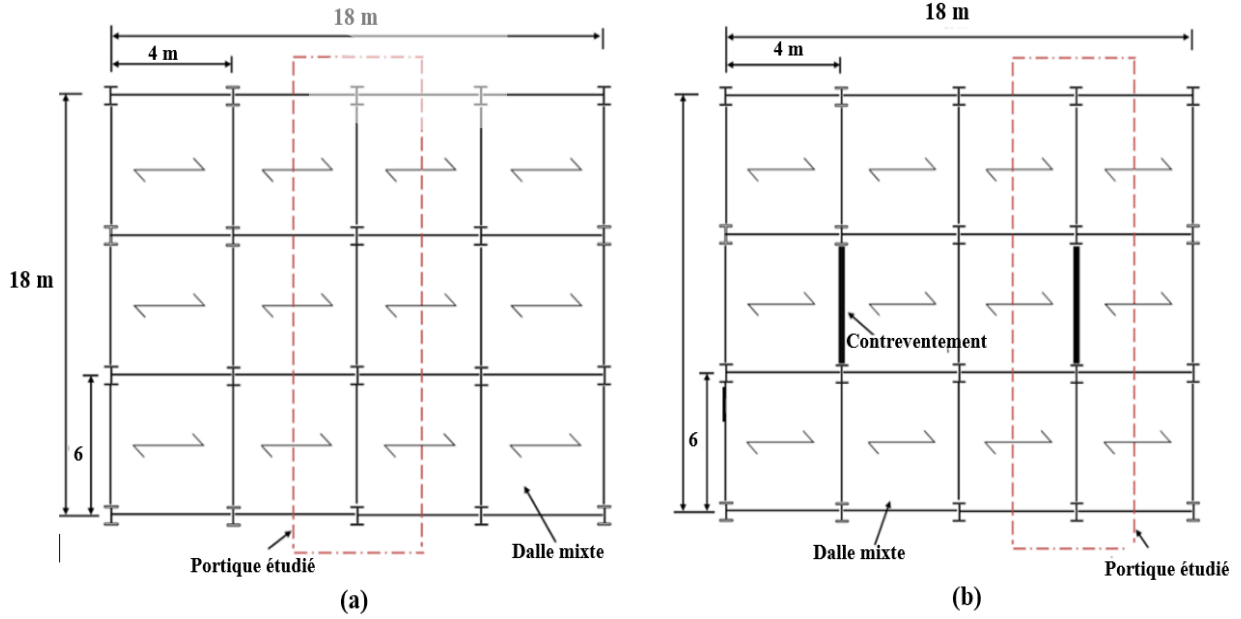 18 m
4 m
18 m
6
Portique étudié
Dalle mixte
(a)
18 m
4 m
Contreventement
6
Dalle mixte
Portique étudié
(b)